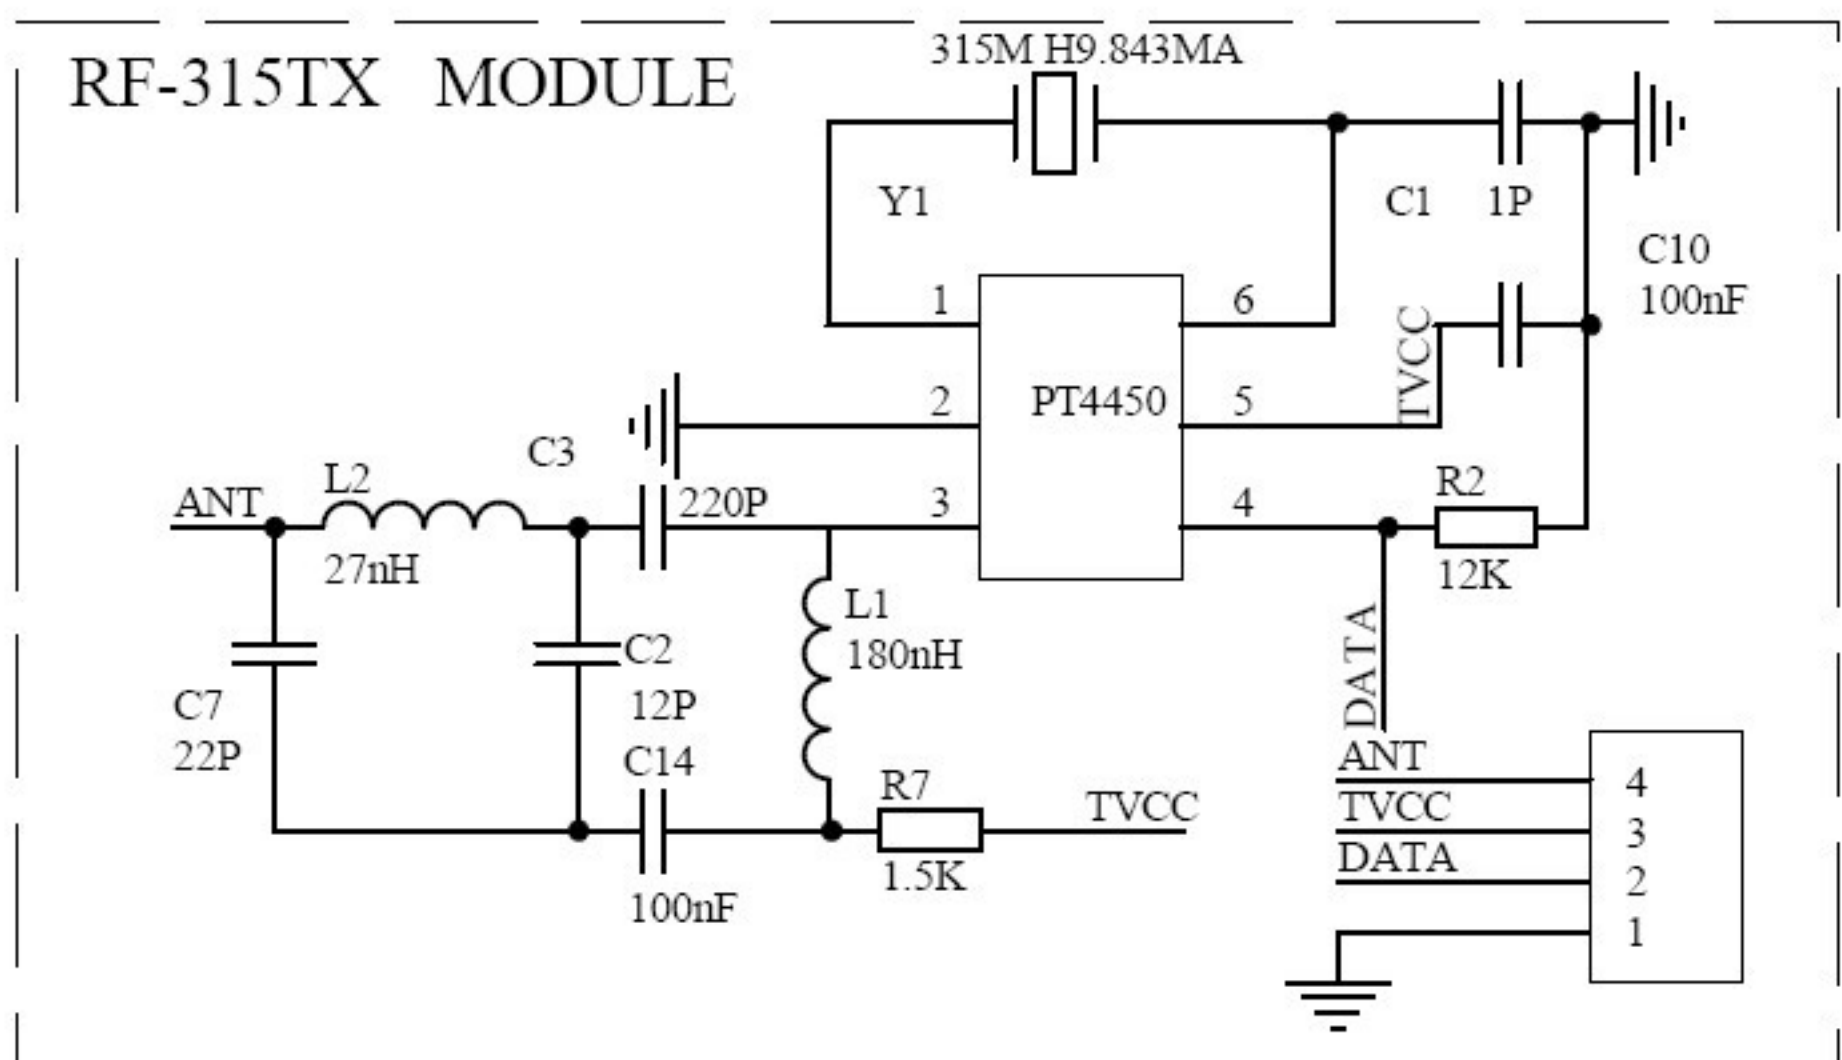 315M H9.843MA
RF-315TX MODULE
Y1
C1
1P
C10
100nF
1
6
TVCC
2
PT4450
5
C3
L2
R2
ANT
220P
3
4
27nH
12K
L1
180nH
DATA
C2
C7
12P
22P
C14
ANT
4
R7
TVCC
TVCC
3
DATA
1.5K
2
100nF
1